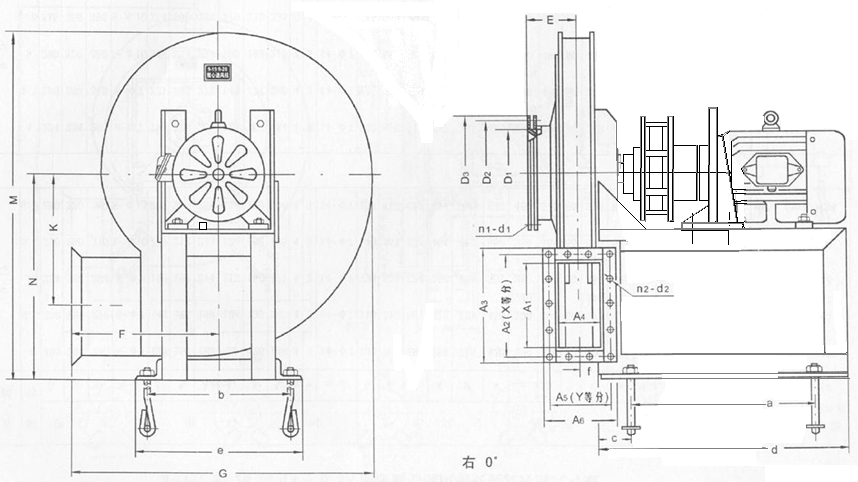 M
N
K
F
b
e
G
E
D3
D2
D1
n1-d1
n2-d2
A3
A2(X等分)
A1
A4
f
A5(Y等分)
A6
a
c
d
右 0°